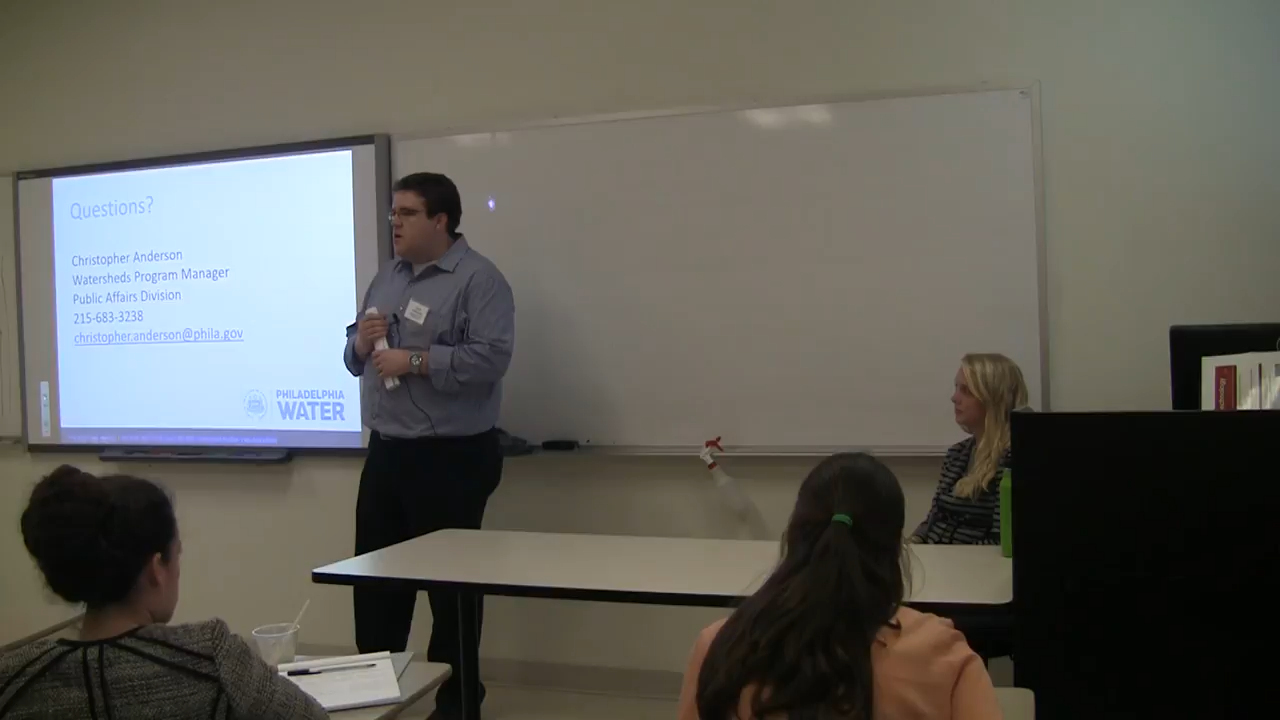 Questions?
Christopher Anderson
Watersheds Program Manager
Public Affairs Division
215-683-3238
christopher.anderson@phila.gov
PHILADELPHIA
WATER